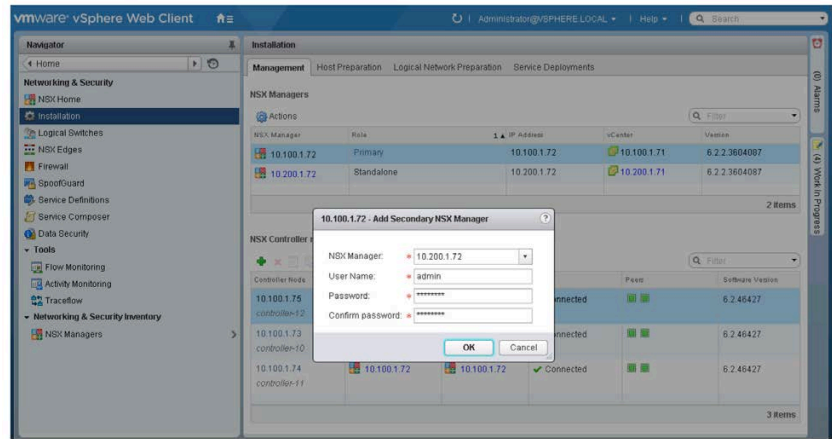 vmware® vSphere Web Client
Administrator@VSPHERE.LOCAL
Help
Search
Navigator
Home
Networking & Security
NSX Home
Installation
Logical Switches
NSX Edges
Firewall
SpoofGuard
Service Definitions
Service Composer
Data Security
Tools
Flow Monitoring
Activity Monitoring
Traceflow
Networking & Security Inventory
NSX Managers
Installation
Management Host Preparation Logical Network Preparation Service Deployments
NSX Managers
Actions
Filter
NSX Manager Role 1 IP Address vCenter Version
10.100.1.72 Primary 10.100.1.72 10.100.1.71 6.2.2.3604087
10.200.1.72 Standalone 10.200.1.72 10.200.1.71 6.2.2.3604087
2 items
10.100.1.72 - Add Secondary NSX Manager ?
NSX Manager: * 10.200.1.72
User Name: * admin
Password: * ********
Confirm password: * ********
OK Cancel
NSX Controller
Filter
Controller Node Peers Software Version
10.100.1.75 nnected 6.2.46427
controller-12
10.100.1.73 nnected 6.2.46427
controller-10
10.100.1.74 10.100.1.72 10.100.1.72 Connected 6.2.46427
controller-11
3 items
(0) Alarms
(4) Work In Progress